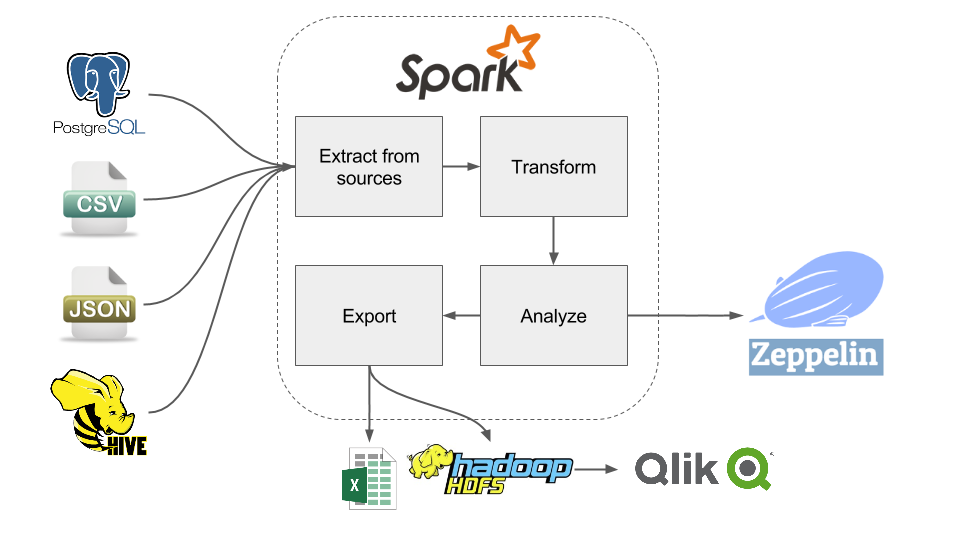 Spark
PostgreSQL
CSV
JSON
HIVE
Extract from
sources
Transform
Export
Analyze
Zeppelin
X
hadoop
HDFS
Qlik